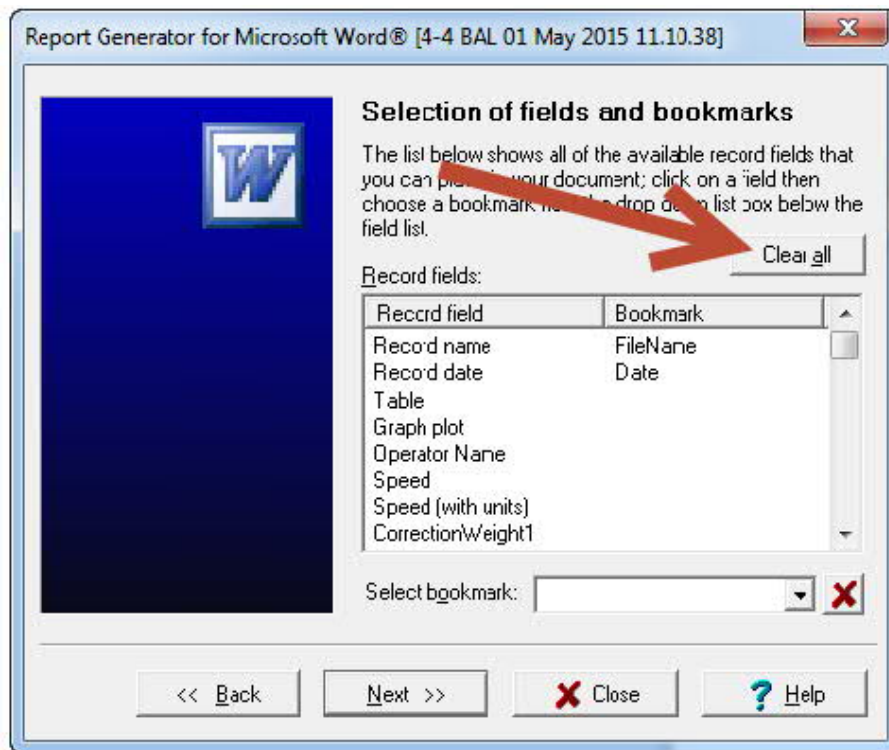 Report Generator for Microsoft Word® [4-4 BAL 01 May 2015 11.10.38]
W
Selection of fields and bookmarks
The list below shows all of the available record fields that
you can your document; click on a field then
choose a bookmark drop down list box below the
field list.
Clear all
Record fields:
Record field Bookmark
Record name FileName
Record date Date
Table
Graph plot
Operator Name
Speed
Speed (with units)
CorrectionWeight1
Select bookmark:
<< Back Next >> Close Help